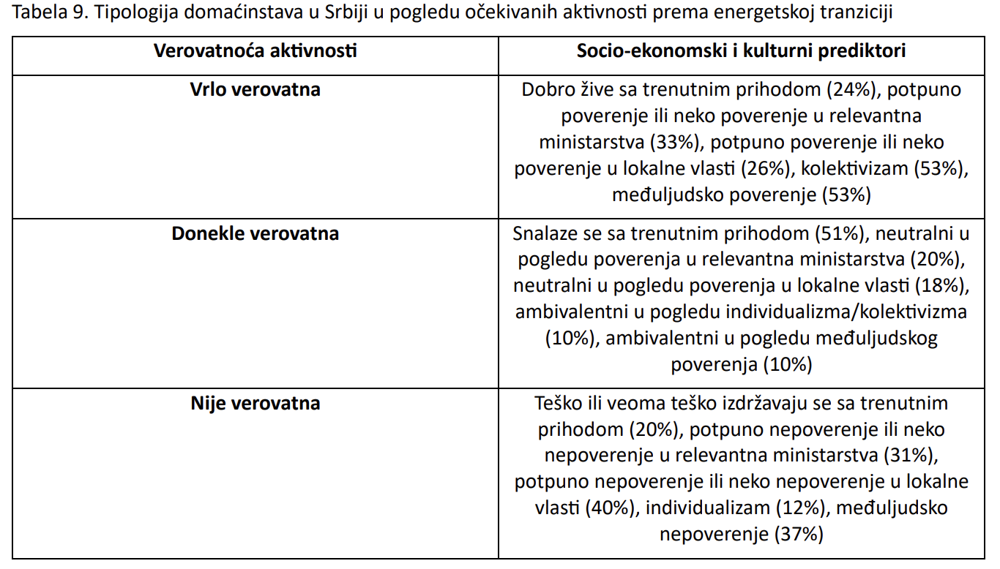 Tabela 9. Tipologija domaćinstava u Srbiji u pogledu očekivanih aktivnosti prema energetskoj tranziciji
Verovatnoća aktivnosti
Socio-ekonomski i kulturni prediktori
Vrlo verovatna
Dobro žive sa trenutnim prihodom (24%), potpuno
poverenje ili neko poverenje u relevantna
ministarstva (33%), potpuno poverenje ili neko
poverenje u lokalne vlasti (26%), kolektivizam (53%),
međuljudsko poverenje (53%)
Donekle verovatna
Snalaze se sa trenutnim prihodom (51%), neutralni u
pogledu poverenja u relevantna ministarstva (20%),
neutralni u pogledu poverenja u lokalne vlasti (18%),
ambivalentni u pogledu individualizma/kolektivizma
(10%), ambivalentni u pogledu međuljudskog
poverenja (10%)
Nije verovatna
Teško ili veoma teško izdržavaju se sa trenutnim
prihodom (20%), potpuno nepoverenje ili neko
nepoverenje u relevantna ministarstva (31%),
potpuno nepoverenje ili neko nepoverenje u lokalne
vlasti (40%), individualizam (12%), međuljudsko
nepoverenje (37%)